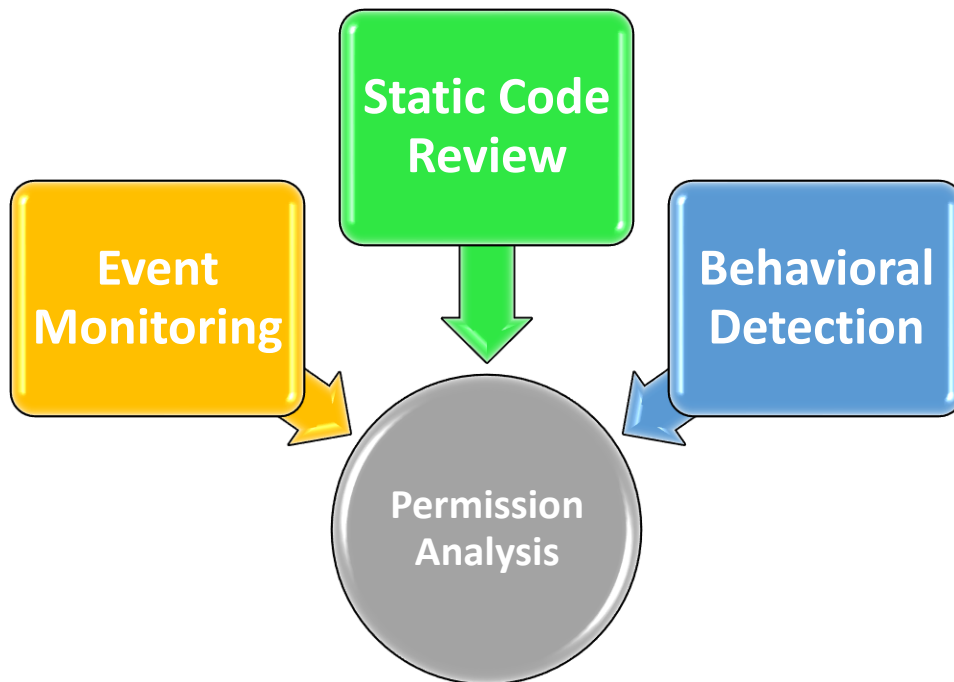 Static Code
Review
Event
Monitoring
Behavioral
Detection
Permission
Analysis